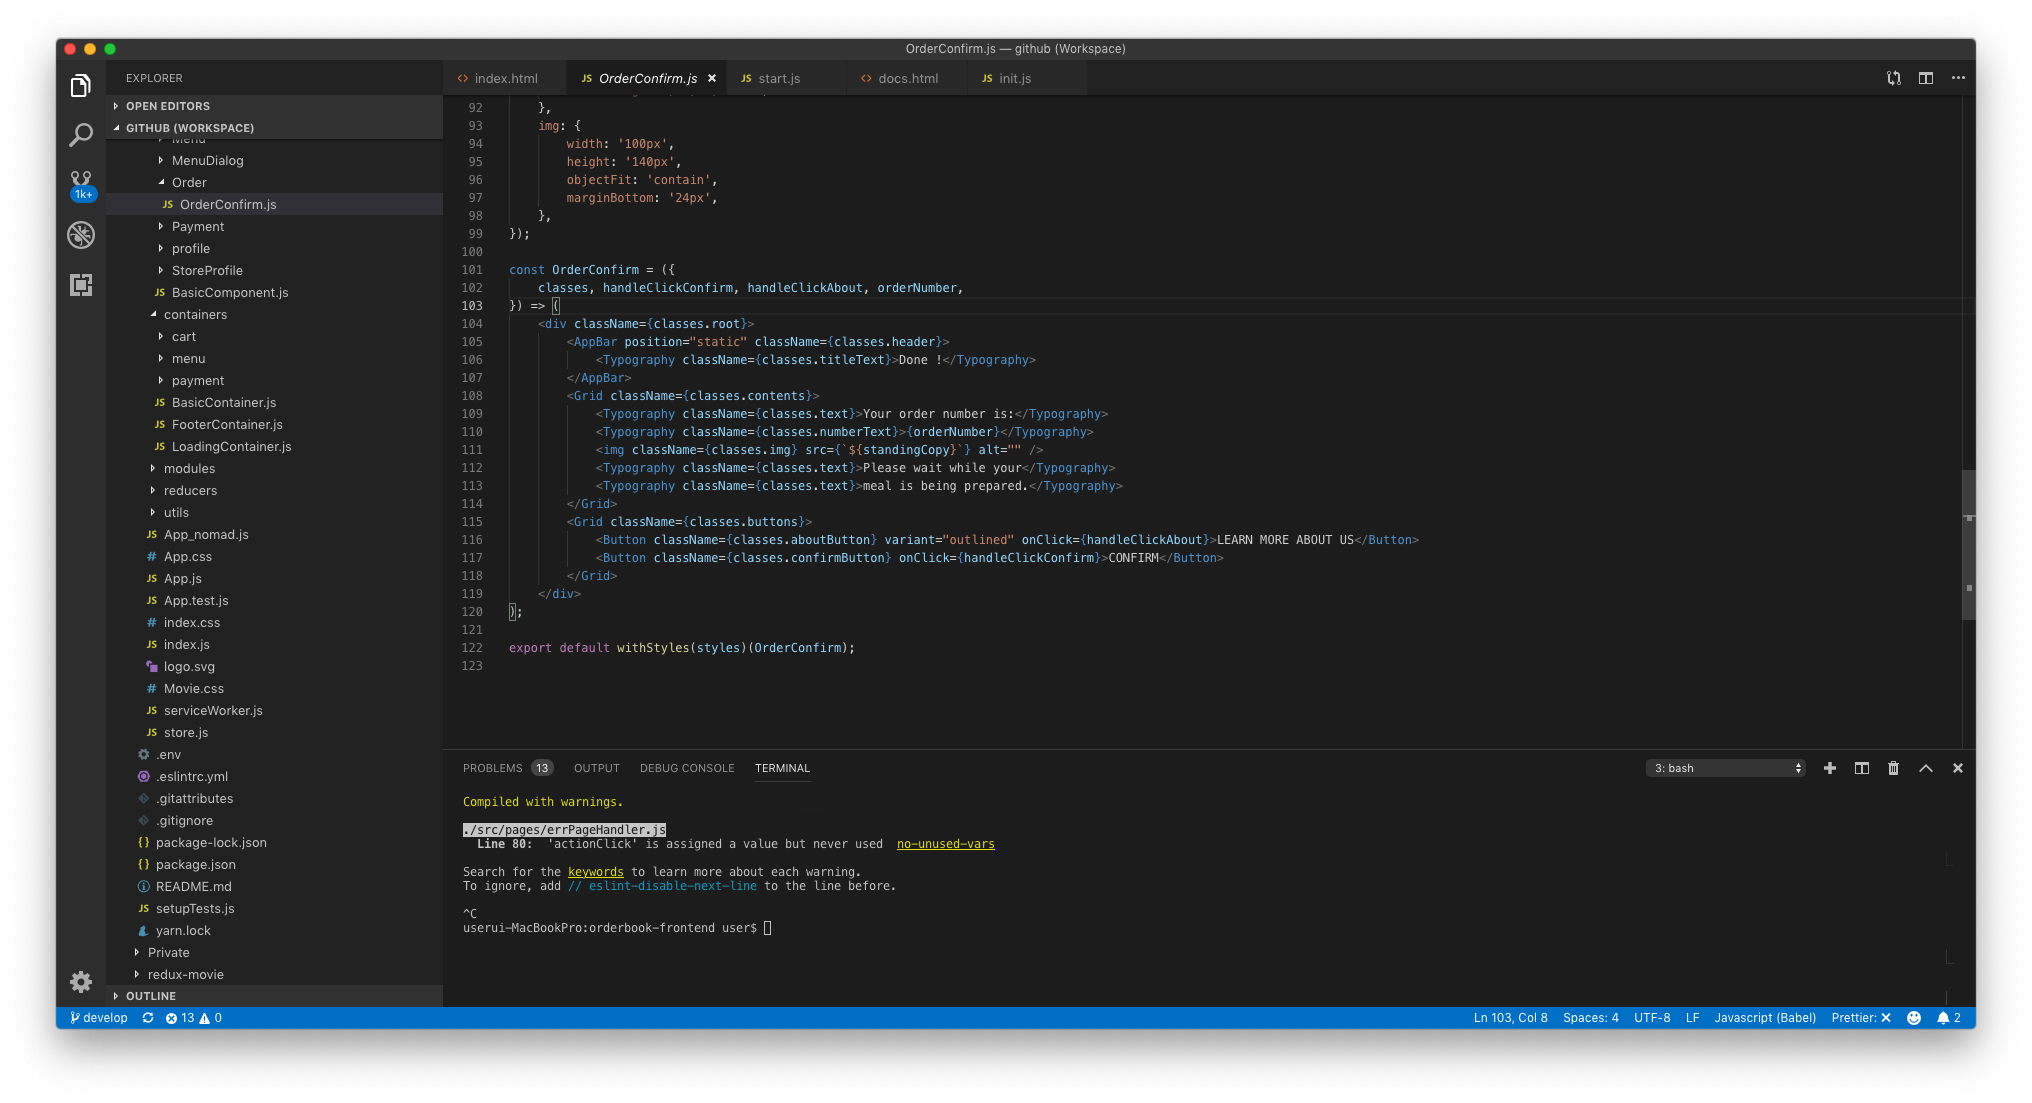 OrderConfirm.js — github (Workspace)
EXPLORER
OPEN EDITORS
GITHUB (WORKSPACE)
Menu
MenuDialog
Order
JS OrderConfirm.js
Payment
profile
StoreProfile
JS BasicComponent.js
containers
cart
menu
payment
JS BasicContainer.js
JS FooterContainer.js
JS LoadingContainer.js
modules
reducers
utils
JS App_nomad.js
# App.css
JS App.js
JS App.test.js
# index.css
JS index.js
logo.svg
# Movie.css
JS serviceWorker.js
JS store.js
.env
.eslintrc.yml
.gitattributes
.gitignore
{} package-lock.json
{} package.json
README.md
JS setupTests.js
yarn.lock
Private
redux-movie
OUTLINE
1k+
<> index.html
JS OrderConfirm.js ×
JS start.js
<> docs.html
JS init.js
92 },
93 img: {
94 width: '100px',
95 height: '140px',
96 objectFit: 'contain',
97 marginBottom: '24px',
98 },
99 });
100
101 const OrderConfirm = ({
102 classes, handleClickConfirm, handleClickAbout, orderNumber,
103 }) => (
104 <div className={classes.root}>
105 <AppBar position="static" className={classes.header}>
106 <Typography className={classes.titleText}>Done !</Typography>
107 </AppBar>
108 <Grid className={classes.contents}>
109 <Typography className={classes.text}>Your order number is:</Typography>
110 <Typography className={classes.numberText}>{orderNumber}</Typography>
111 <img className={classes.img} src={`${standingCopy}`} alt="" />
112 <Typography className={classes.text}>Please wait while your</Typography>
113 <Typography className={classes.text}>meal is being prepared.</Typography>
114 </Grid>
115 <Grid className={classes.buttons}>
116 <Button className={classes.aboutButton} variant="outlined" onClick={handleClickAbout}>LEARN MORE ABOUT US</Button>
117 <Button className={classes.confirmButton} onClick={handleClickConfirm}>CONFIRM</Button>
118 </Grid>
119 </div>
120 );
121
122 export default withStyles(styles)(OrderConfirm);
123
PROBLEMS 13 OUTPUT DEBUG CONSOLE TERMINAL
3: bash
Compiled with warnings.
./src/pages/errPageHandler.js
Line 80: 'actionClick' is assigned a value but never used no-unused-vars
Search for the keywords to learn more about each warning.
To ignore, add // eslint-disable-next-line to the line before.
^C
userui-MacBookPro:orderbook-frontend user$
develop 13 0
Ln 103, Col 8 Spaces: 4 UTF-8 LF Javascript (Babel) Prettier: × 2